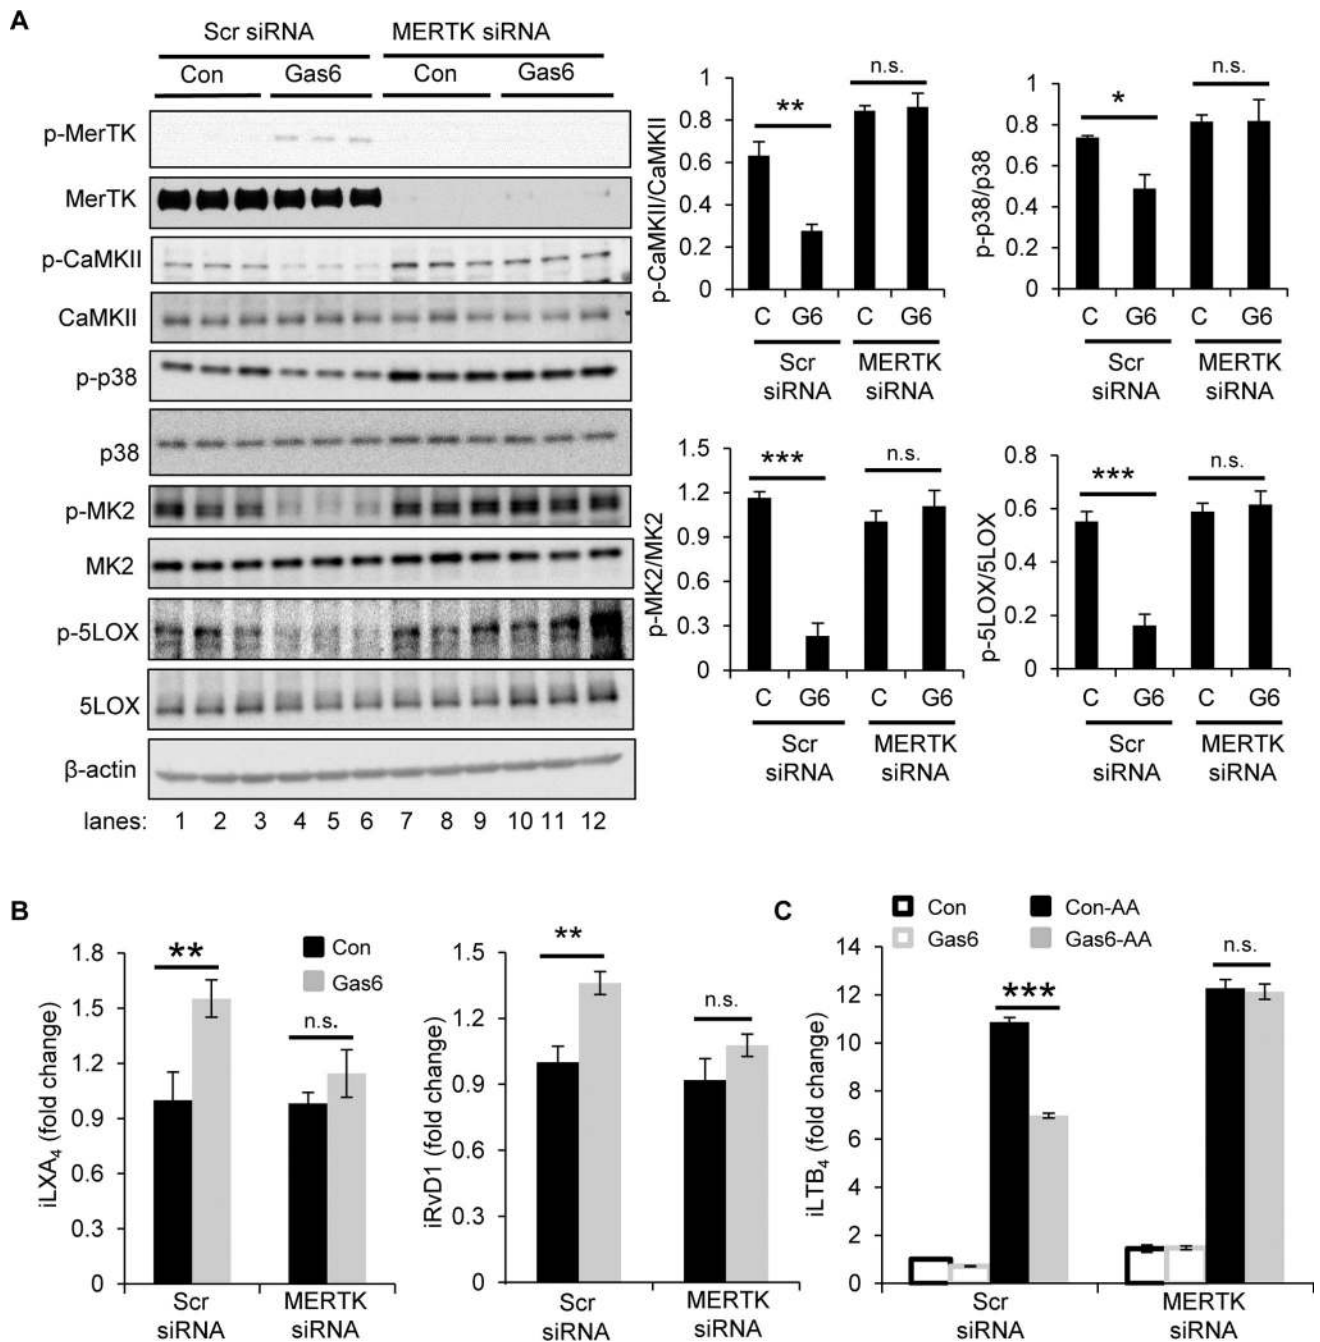 A
Scr siRNA MERTK siRNA
Con Gas6 Con Gas6
p-MerTK
MerTK
p-CaMKII
CaMKII
p-p38
p38
p-MK2
MK2
p-5LOX
5LOX
β-actin
lanes: 1 2 3 4 5 6 7 8 9 10 11 12
p-CaMKII/CaMKII
1
0.8
0.6
0.4
0.2
0
**
n.s.
C G6 C G6
Scr MERTK
siRNA siRNA
p-p38/p38
1
0.8
0.6
0.4
0.2
0
*
n.s.
C G6 C G6
Scr MERTK
siRNA siRNA
p-MK2/MK2
1.5
1.2
0.9
0.6
0.3
0
***
n.s.
C G6 C G6
Scr MERTK
siRNA siRNA
p-5LOX/5LOX
0.8
0.6
0.4
0.2
0
***
n.s.
C G6 C G6
Scr MERTK
siRNA siRNA
B
iLXA4 (fold change)
1.8
1.5
1.2
0.9
0.6
0.3
0
**
n.s.
Con
Gas6
Scr MERTK
siRNA siRNA
iRvD1 (fold change)
1.5
1.2
0.9
0.6
0.3
0
**
n.s.
Scr MERTK
siRNA siRNA
C
Con Con-AA
Gas6 Gas6-AA
iLTB4 (fold change)
14
12
10
8
6
4
2
0
***
n.s.
Scr MERTK
siRNA siRNA